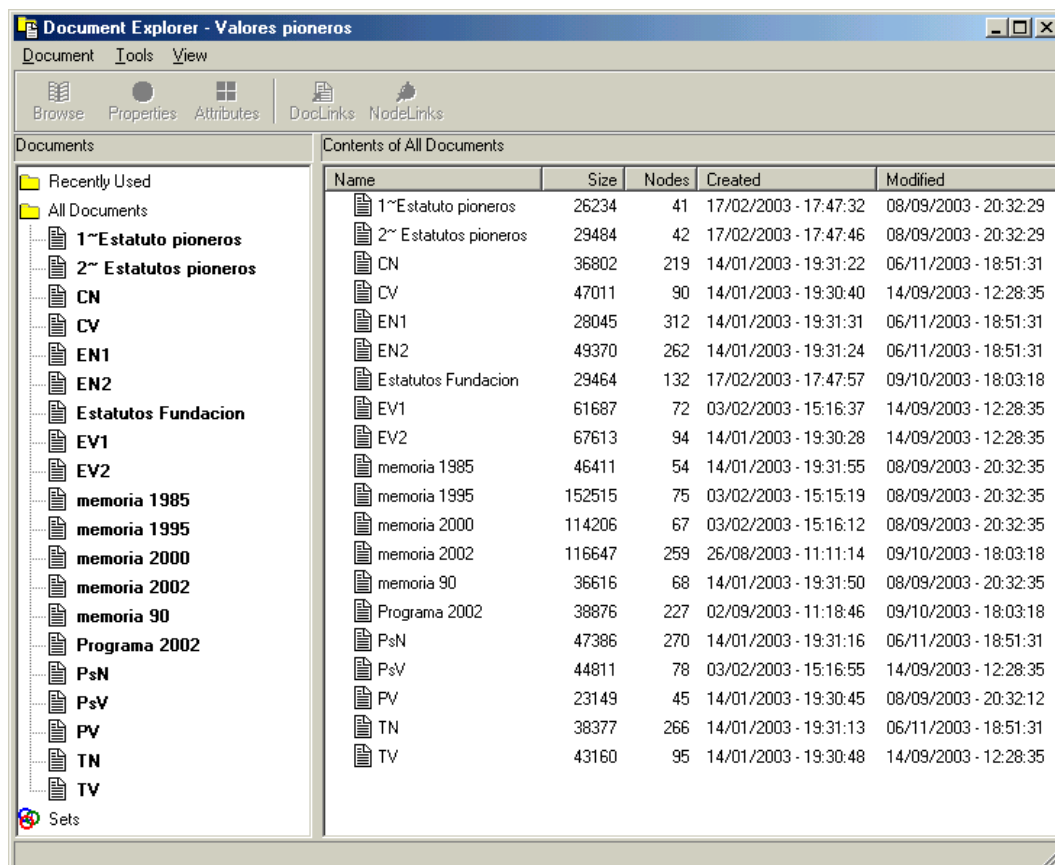 Document Explorer - Valores pioneros
Document Tools View
Browse Properties Attributes DocLinks NodeLinks
Documents
Recently Used
All Documents
1~Estatuto pioneros
2~ Estatutos pioneros
CN
CV
EN1
EN2
Estatutos Fundacion
EV1
EV2
memoria 1985
memoria 1995
memoria 2000
memoria 2002
memoria 90
Programa 2002
PsN
PsV
PV
TN
TV
Sets
Contents of All Documents
Name Size Nodes Created Modified
1~Estatuto pioneros 26234 41 17/02/2003 - 17:47:32 08/09/2003 - 20:32:29
2~ Estatutos pioneros 29484 42 17/02/2003 - 17:47:46 08/09/2003 - 20:32:29
CN 36802 219 14/01/2003 - 19:31:22 06/11/2003 - 18:51:31
CV 47011 90 14/01/2003 - 19:30:40 14/09/2003 - 12:28:35
EN1 28045 312 14/01/2003 - 19:31:31 06/11/2003 - 18:51:31
EN2 49370 262 14/01/2003 - 19:31:24 06/11/2003 - 18:51:31
Estatutos Fundacion 29464 132 17/02/2003 - 17:47:57 09/10/2003 - 18:03:18
EV1 61687 72 03/02/2003 - 15:16:37 14/09/2003 - 12:28:35
EV2 67613 94 14/01/2003 - 19:30:28 14/09/2003 - 12:28:35
memoria 1985 46411 54 14/01/2003 - 19:31:55 08/09/2003 - 20:32:35
memoria 1995 152515 75 03/02/2003 - 15:15:19 08/09/2003 - 20:32:35
memoria 2000 114206 67 03/02/2003 - 15:16:12 08/09/2003 - 20:32:35
memoria 2002 116647 259 26/08/2003 - 11:11:14 09/10/2003 - 18:03:18
memoria 90 36616 68 14/01/2003 - 19:31:50 08/09/2003 - 20:32:35
Programa 2002 38876 227 02/09/2003 - 11:18:46 09/10/2003 - 18:03:18
PsN 47386 270 14/01/2003 - 19:31:16 06/11/2003 - 18:51:31
PsV 44811 78 03/02/2003 - 15:16:55 14/09/2003 - 12:28:35
PV 23149 45 14/01/2003 - 19:30:45 08/09/2003 - 20:32:12
TN 38377 266 14/01/2003 - 19:31:13 06/11/2003 - 18:51:31
TV 43160 95 14/01/2003 - 19:30:48 14/09/2003 - 12:28:35